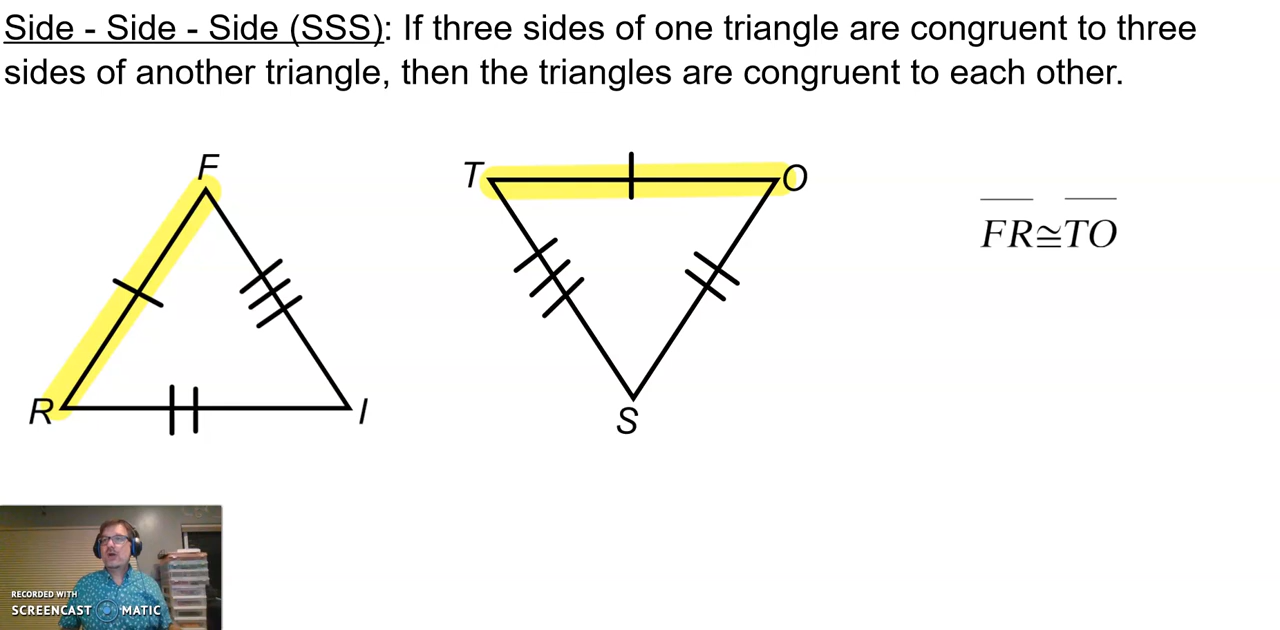 Side - Side - Side (SSS): If three sides of one triangle are congruent to three
sides of another triangle, then the triangles are congruent to each other.
F
T
O
FR≅TO
R
I
S
RECORDED WITH
SCREENCAST MATIC